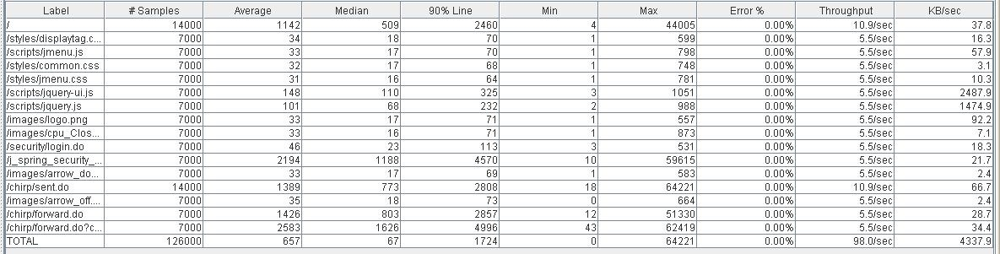 Label # Samples Average Median 90% Line Min Max Error % Throughput KB/sec
/ 14000 1142 509 2460 4 44005 0.00% 10.9/sec 37.8
/styles/displaytag.c... 7000 34 18 70 1 599 0.00% 5.5/sec 16.3
/scripts/jmenu.js 7000 33 17 70 1 798 0.00% 5.5/sec 57.9
/styles/common.css 7000 32 17 68 1 748 0.00% 5.5/sec 3.1
/styles/jmenu.css 7000 31 16 64 1 781 0.00% 5.5/sec 10.3
/scripts/jquery-ui.js 7000 148 110 325 3 1051 0.00% 5.5/sec 2487.9
/scripts/jquery.js 7000 101 68 232 2 988 0.00% 5.5/sec 1474.9
/images/logo.png 7000 33 17 71 1 557 0.00% 5.5/sec 92.2
/images/cpu_Clos... 7000 33 16 71 1 873 0.00% 5.5/sec 7.1
/security/login.do 7000 46 23 113 3 531 0.00% 5.5/sec 18.3
/j_spring_security_... 7000 2194 1188 4570 10 59615 0.00% 5.5/sec 21.7
/images/arrow_do... 7000 33 17 69 1 583 0.00% 5.5/sec 2.4
/chirp/sent.do 14000 1389 773 2808 18 64221 0.00% 10.9/sec 66.7
/images/arrow_off.... 7000 35 18 73 0 664 0.00% 5.5/sec 2.4
/chirp/forward.do 7000 1426 803 2857 12 51330 0.00% 5.5/sec 28.7
/chirp/forward.do?c... 7000 2583 1626 4996 43 62419 0.00% 5.5/sec 34.4
TOTAL 126000 657 67 1724 0 64221 0.00% 98.0/sec 4337.9